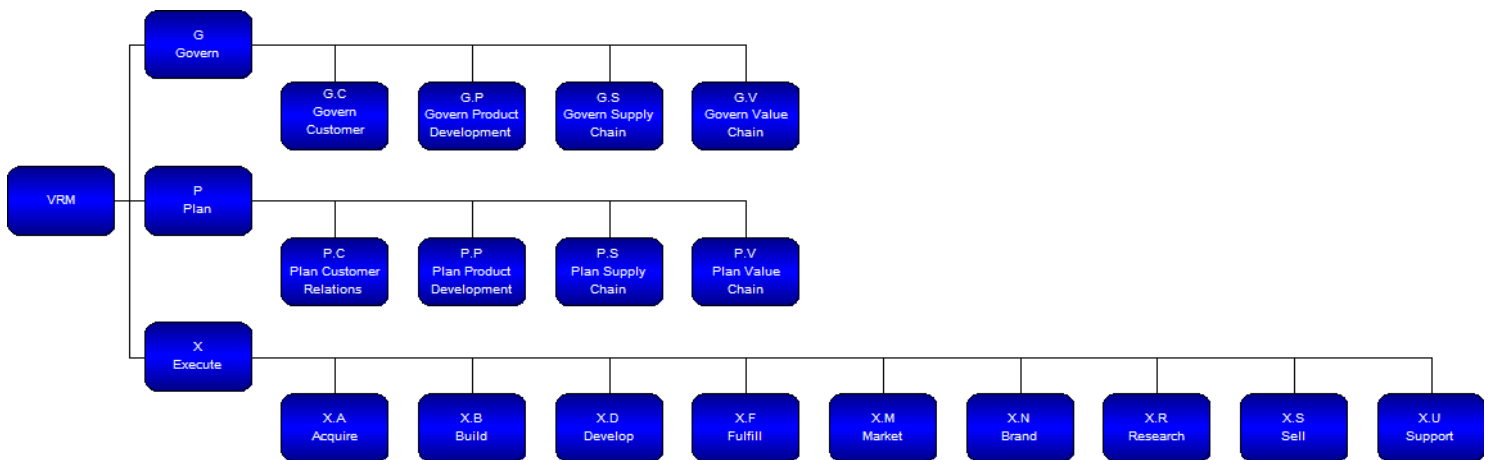 G
Govern
G.C
Govern
Customer
G.P
Govern Product
Development
G.S
Govern Supply
Chain
G.V
Govern Value
Chain
VRM
P
Plan
P.C
Plan Customer
Relations
P.P
Plan Product
Development
P.S
Plan Supply
Chain
P.V
Plan Value
Chain
X
Execute
X.A
Acquire
X.B
Build
X.D
Develop
X.F
Fulfill
X.M
Market
X.N
Brand
X.R
Research
X.S
Sell
X.U
Support